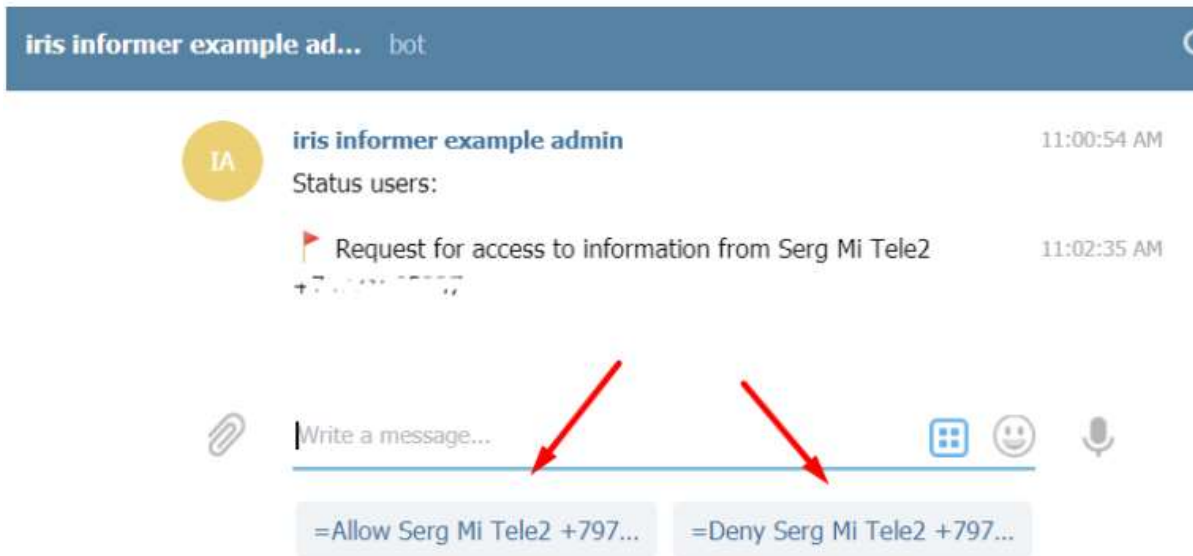 iris informer example ad... bot
IA
iris informer example admin 11:00:54 AM
Status users:
Request for access to information from Serg Mi Tele2 11:02:35 AM
Write a message...
=Allow Serg Mi Tele2 +797... =Deny Serg Mi Tele2 +797...